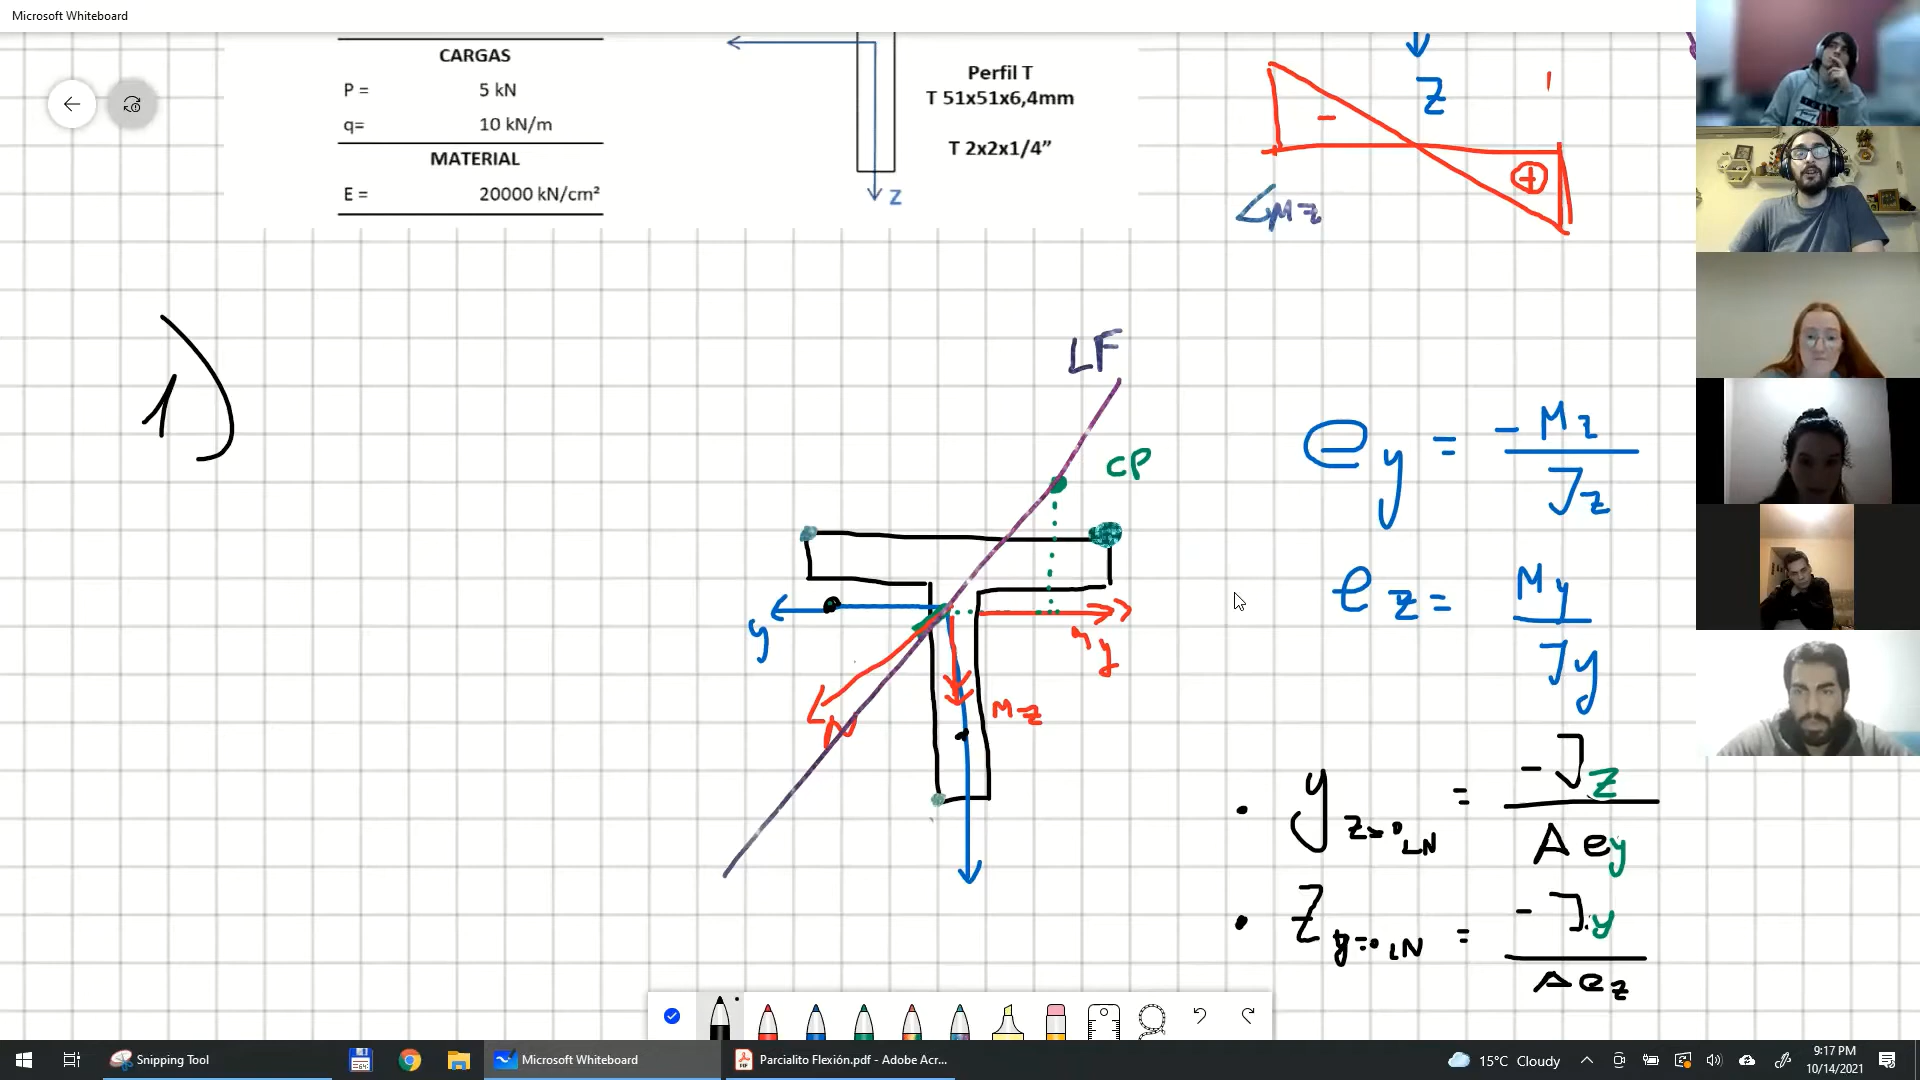 Microsoft Whiteboard
CARGAS
P = 5 kN
q= 10 kN/m
MATERIAL
E = 20000 kN/cm²
Perfil T
T 51x51x6,4mm
T 2x2x1/4”
z
z
-
+
Mz
1)
LF
CP
y
My
Mz
N
ey = -Mz / Jz
ez = My / Jy
• y z=0 LN = -Jz / A ey
• z y=0 LN = -Jy / A ez
Snipping Tool
Microsoft Whiteboard
Parcialito Flexión.pdf - Adobe Acr...
15°C Cloudy
9:17 PM
10/14/2021